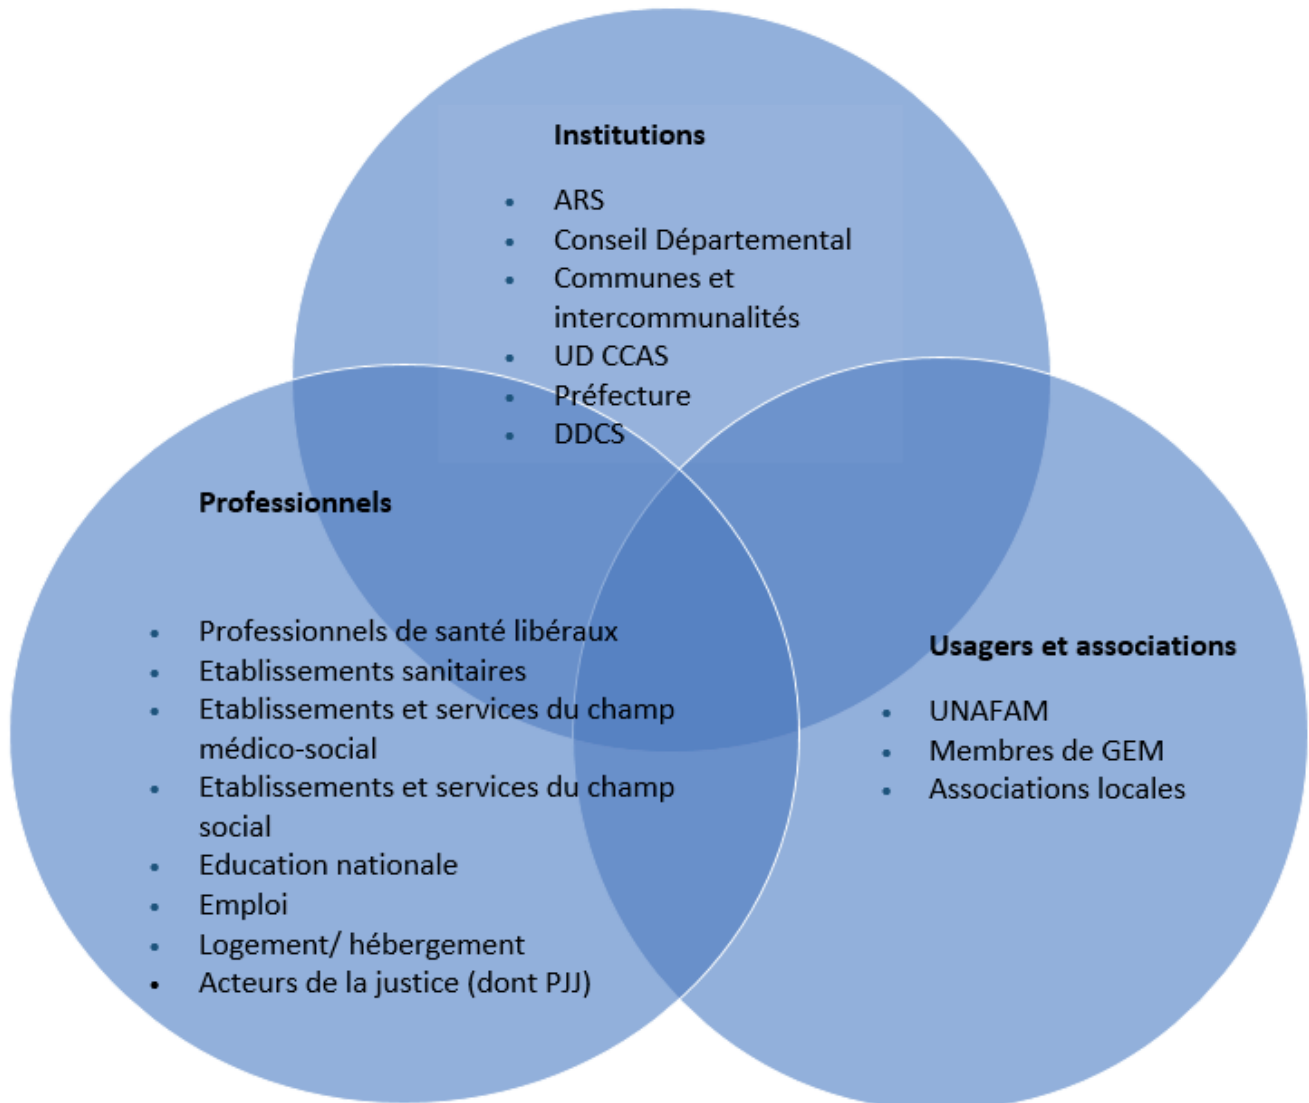 Institutions
ARS
Conseil Départemental
Communes et
intercommunalités
UD CCAS
Préfecture
DDCS
Professionnels
Professionnels de santé libéraux
Etablissements sanitaires
Etablissements et services du champ
médico-social
Etablissements et services du champ
social
Education nationale
Emploi
Logement/ hébergement
Acteurs de la justice (dont PJJ)
Usagers et associations
UNAFAM
Membres de GEM
Associations locales